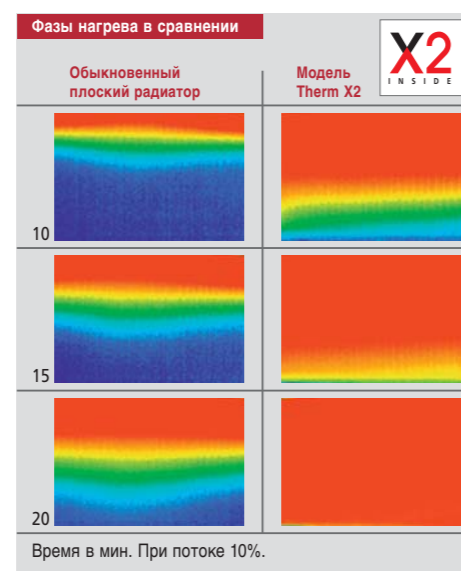 Фазы нагрева в сравнении
X2
INSIDE
Обыкновенный
плоский радиатор
Модель
Therm X2
10
15
20
Время в мин. При потоке 10%.